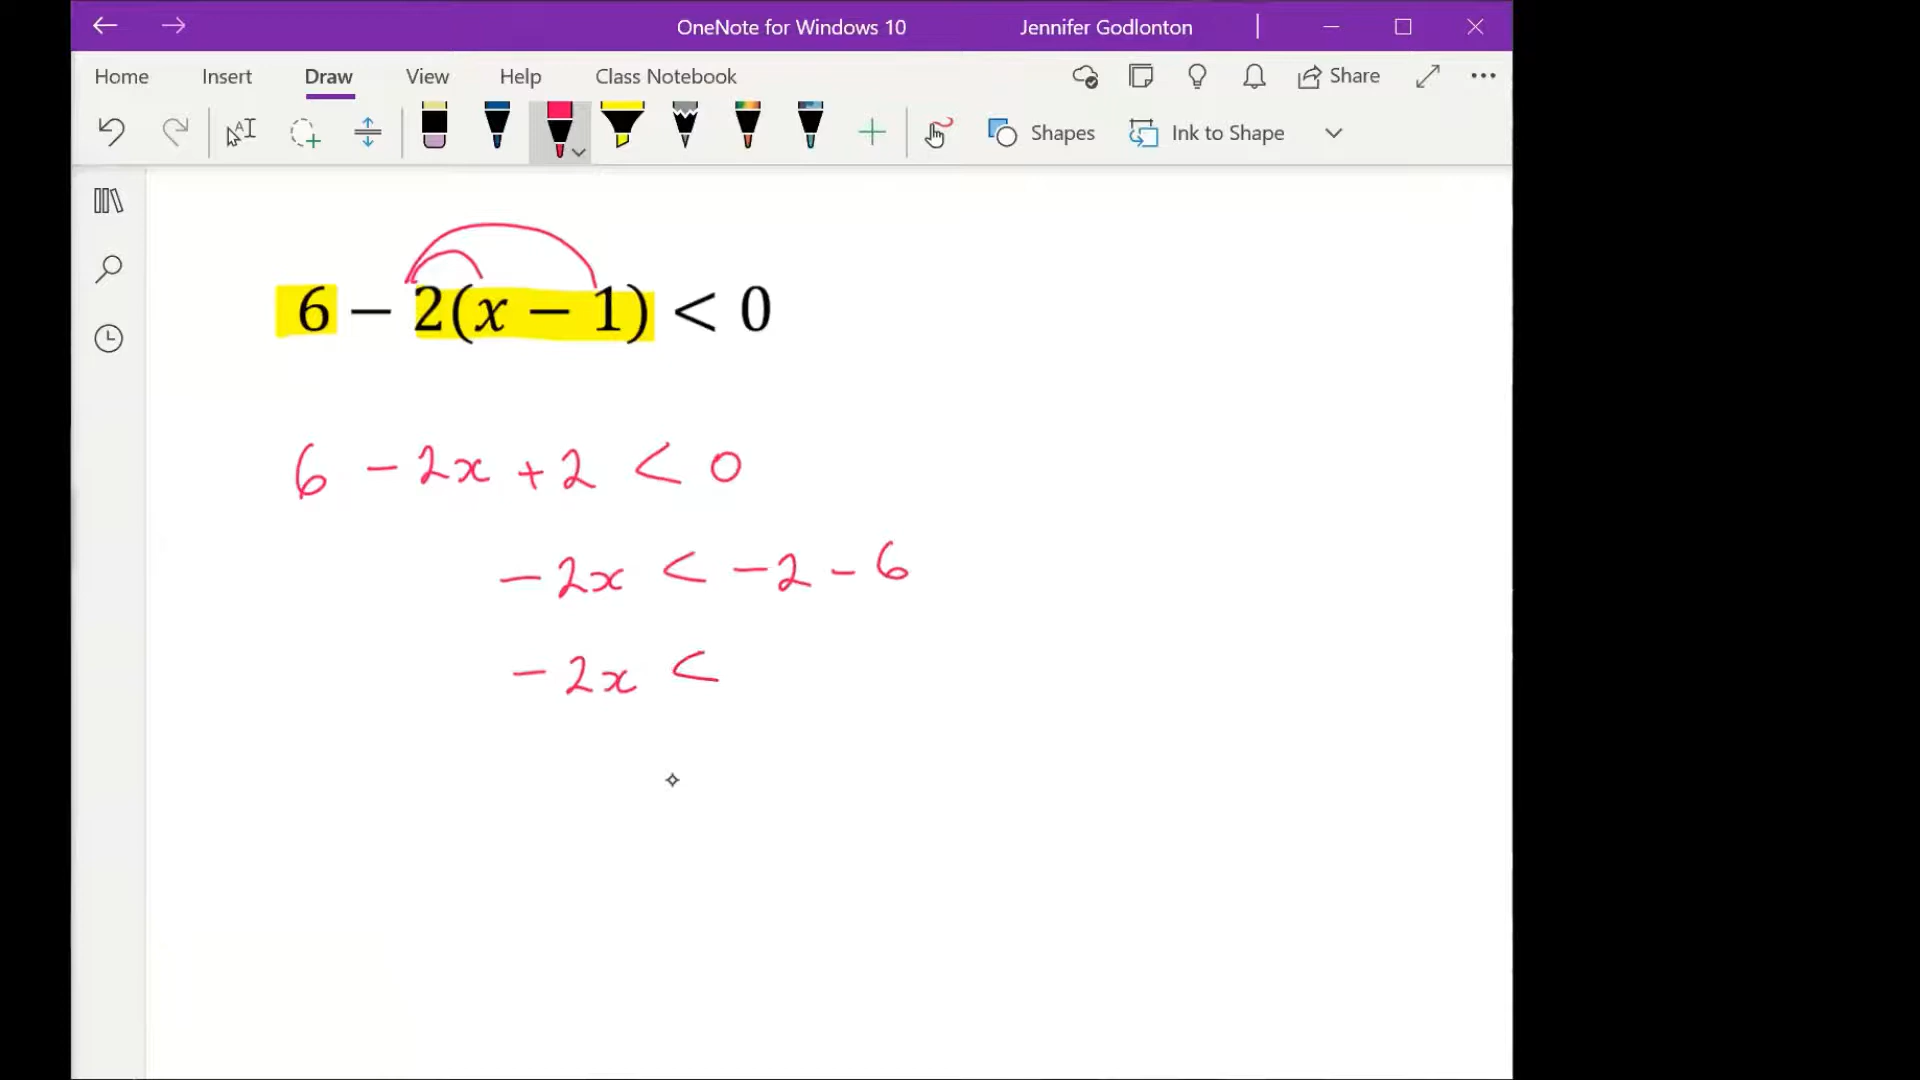 OneNote for Windows 10 Jennifer Godlonton
Home Insert Draw View Help Class Notebook Share
Shapes Ink to Shape
6 − 2(x − 1) < 0
6 - 2x + 2 < 0
- 2x < - 2 - 6
- 2x <